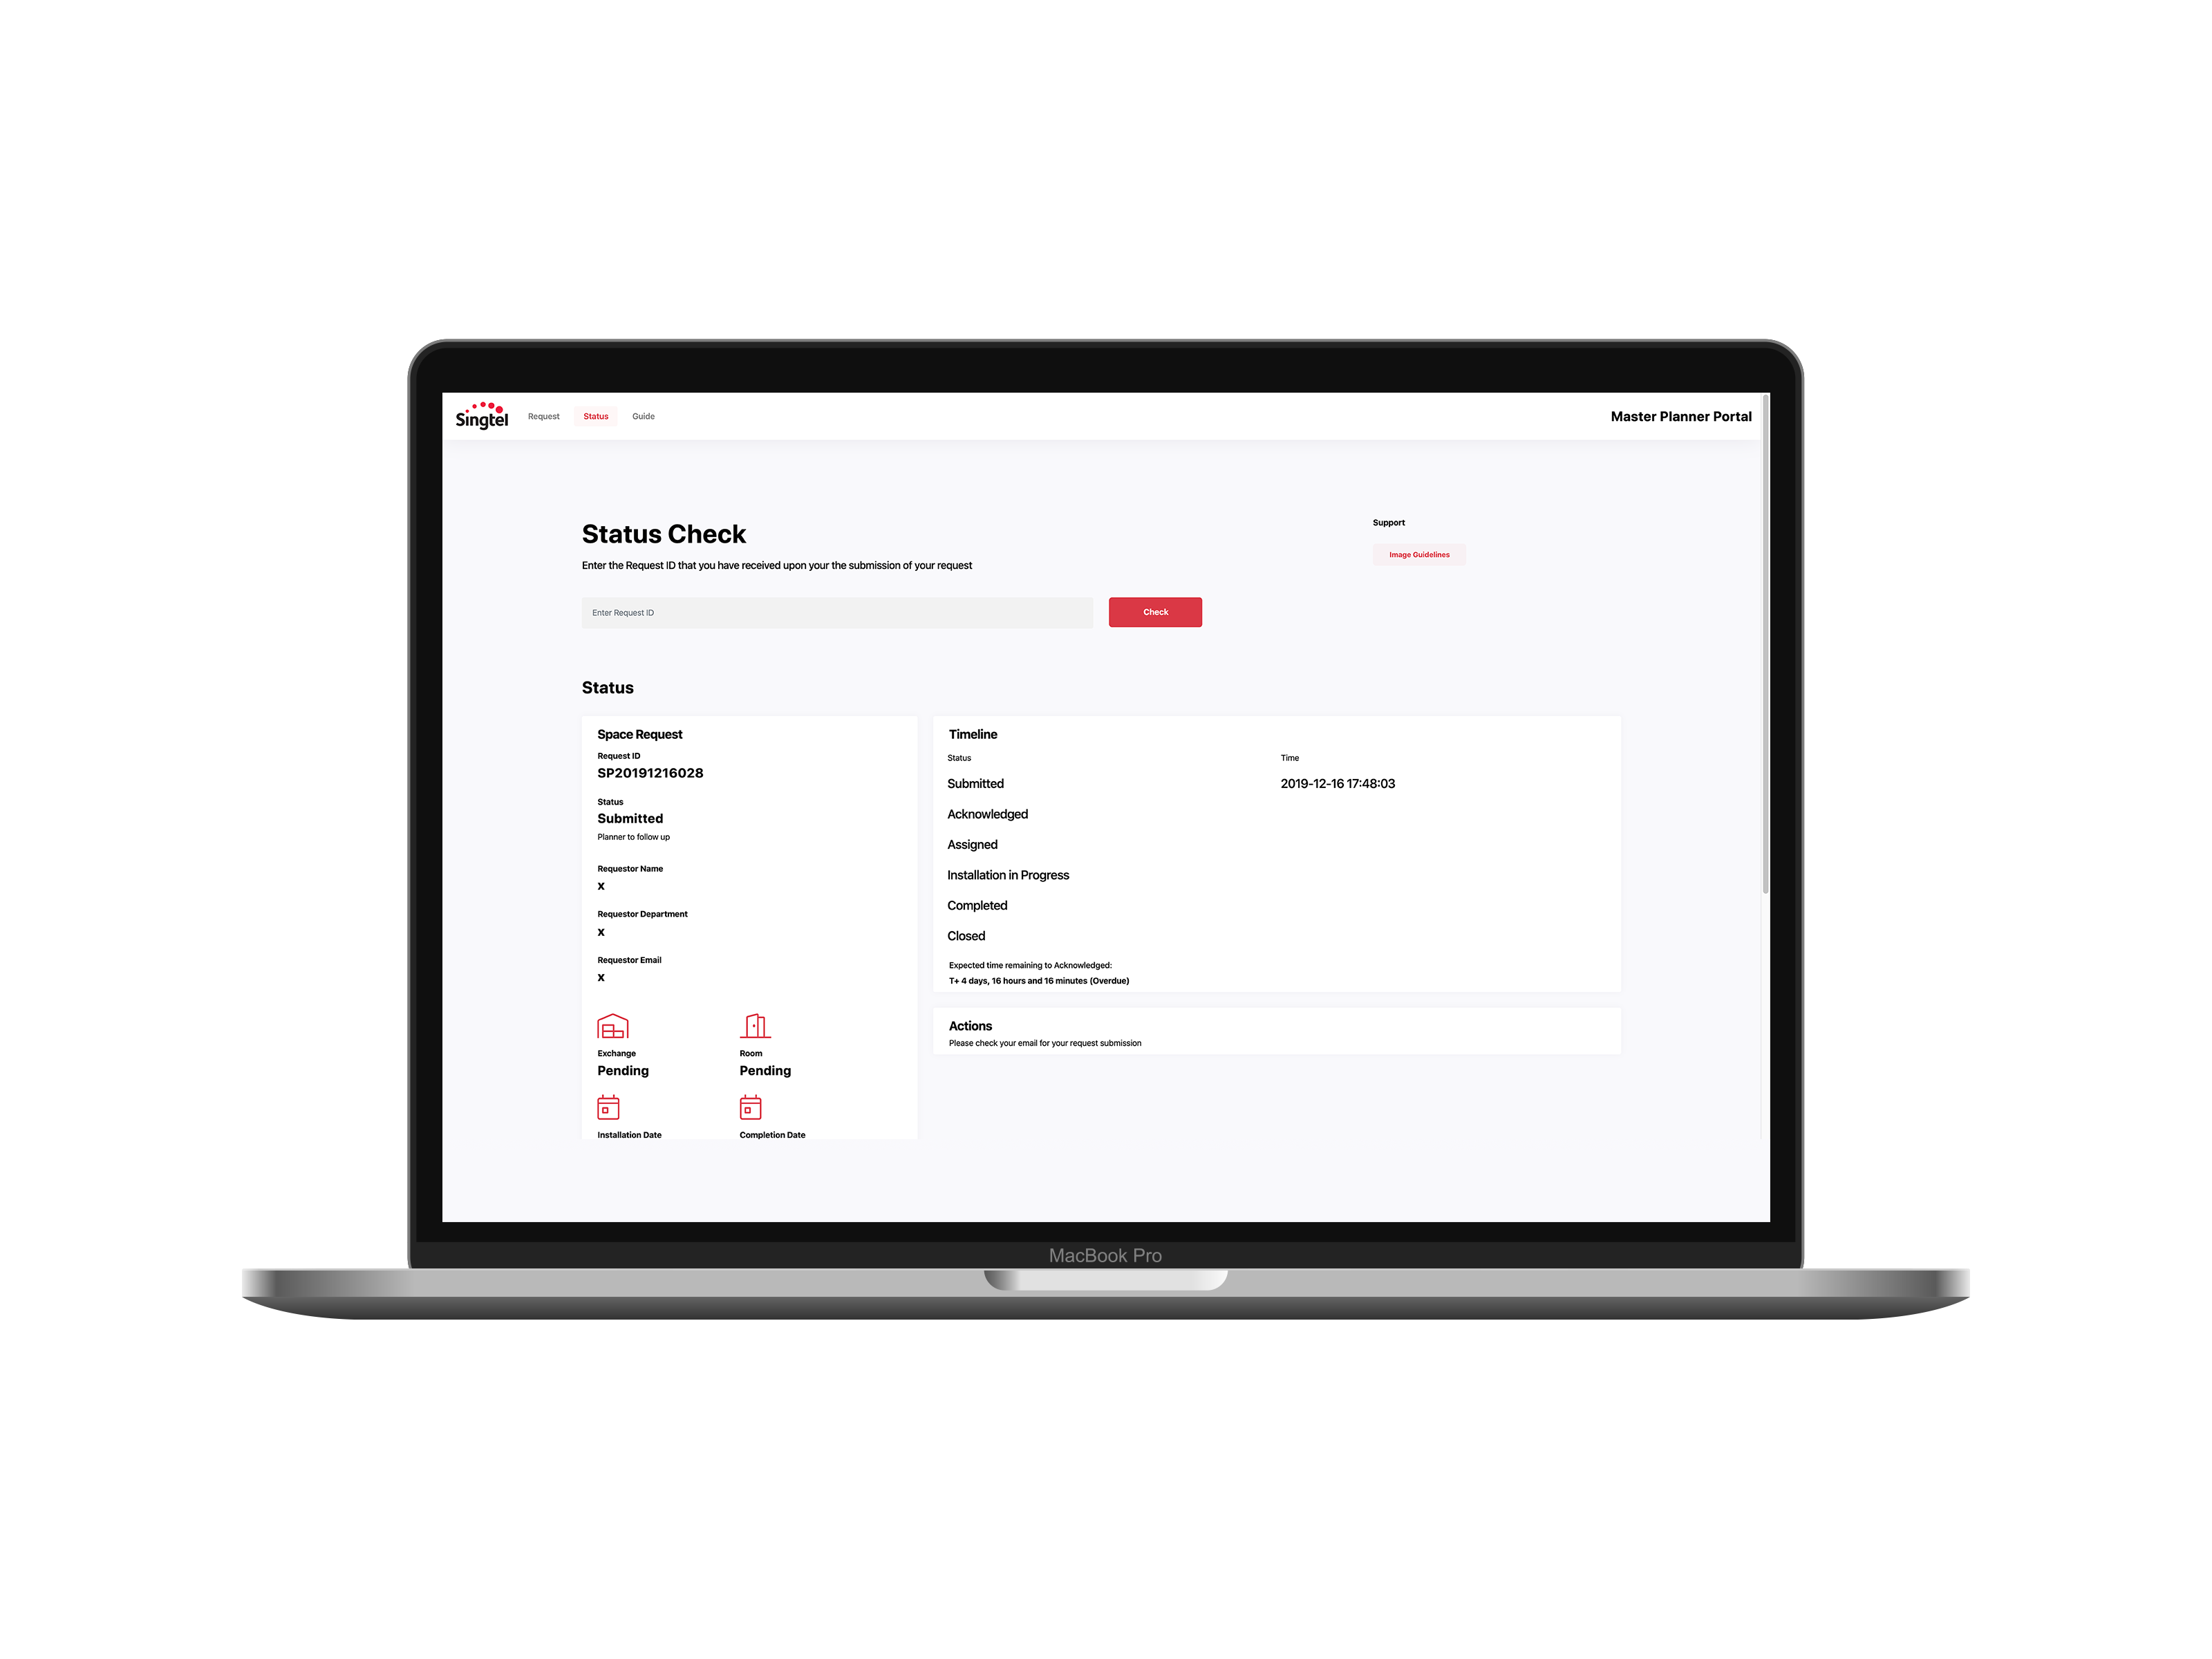 Singtel Request Status Guide Master Planner Portal
Status Check
Enter the Request ID that you have received upon your the submission of your request
Enter Request ID Check
Support
Image Guidelines
Status
Space Request
Request ID
SP20191216028
Status
Submitted
Planner to follow up
Requestor Name
x
Requestor Department
x
Requestor Email
x
Exchange Room
Pending Pending
Installation Date Completion Date
Timeline
Status Time
Submitted 2019-12-16 17:48:03
Acknowledged
Assigned
Installation in Progress
Completed
Closed
Expected time remaining to Acknowledged:
T+ 4 days, 16 hours and 16 minutes (Overdue)
Actions
Please check your email for your request submission
MacBook Pro